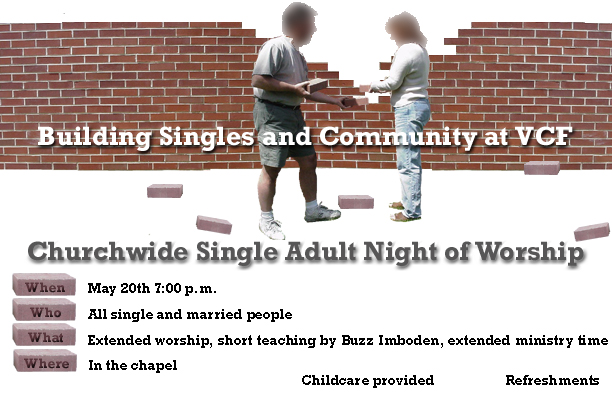 Building Singles and Community at VCF
Churchwide Single Adult Night of Worship
When May 20th 7:00 p.m.
Who All single and married people
What Extended worship, short teaching by Buzz Imboden, extended ministry time
Where In the chapel
Childcare provided Refreshments